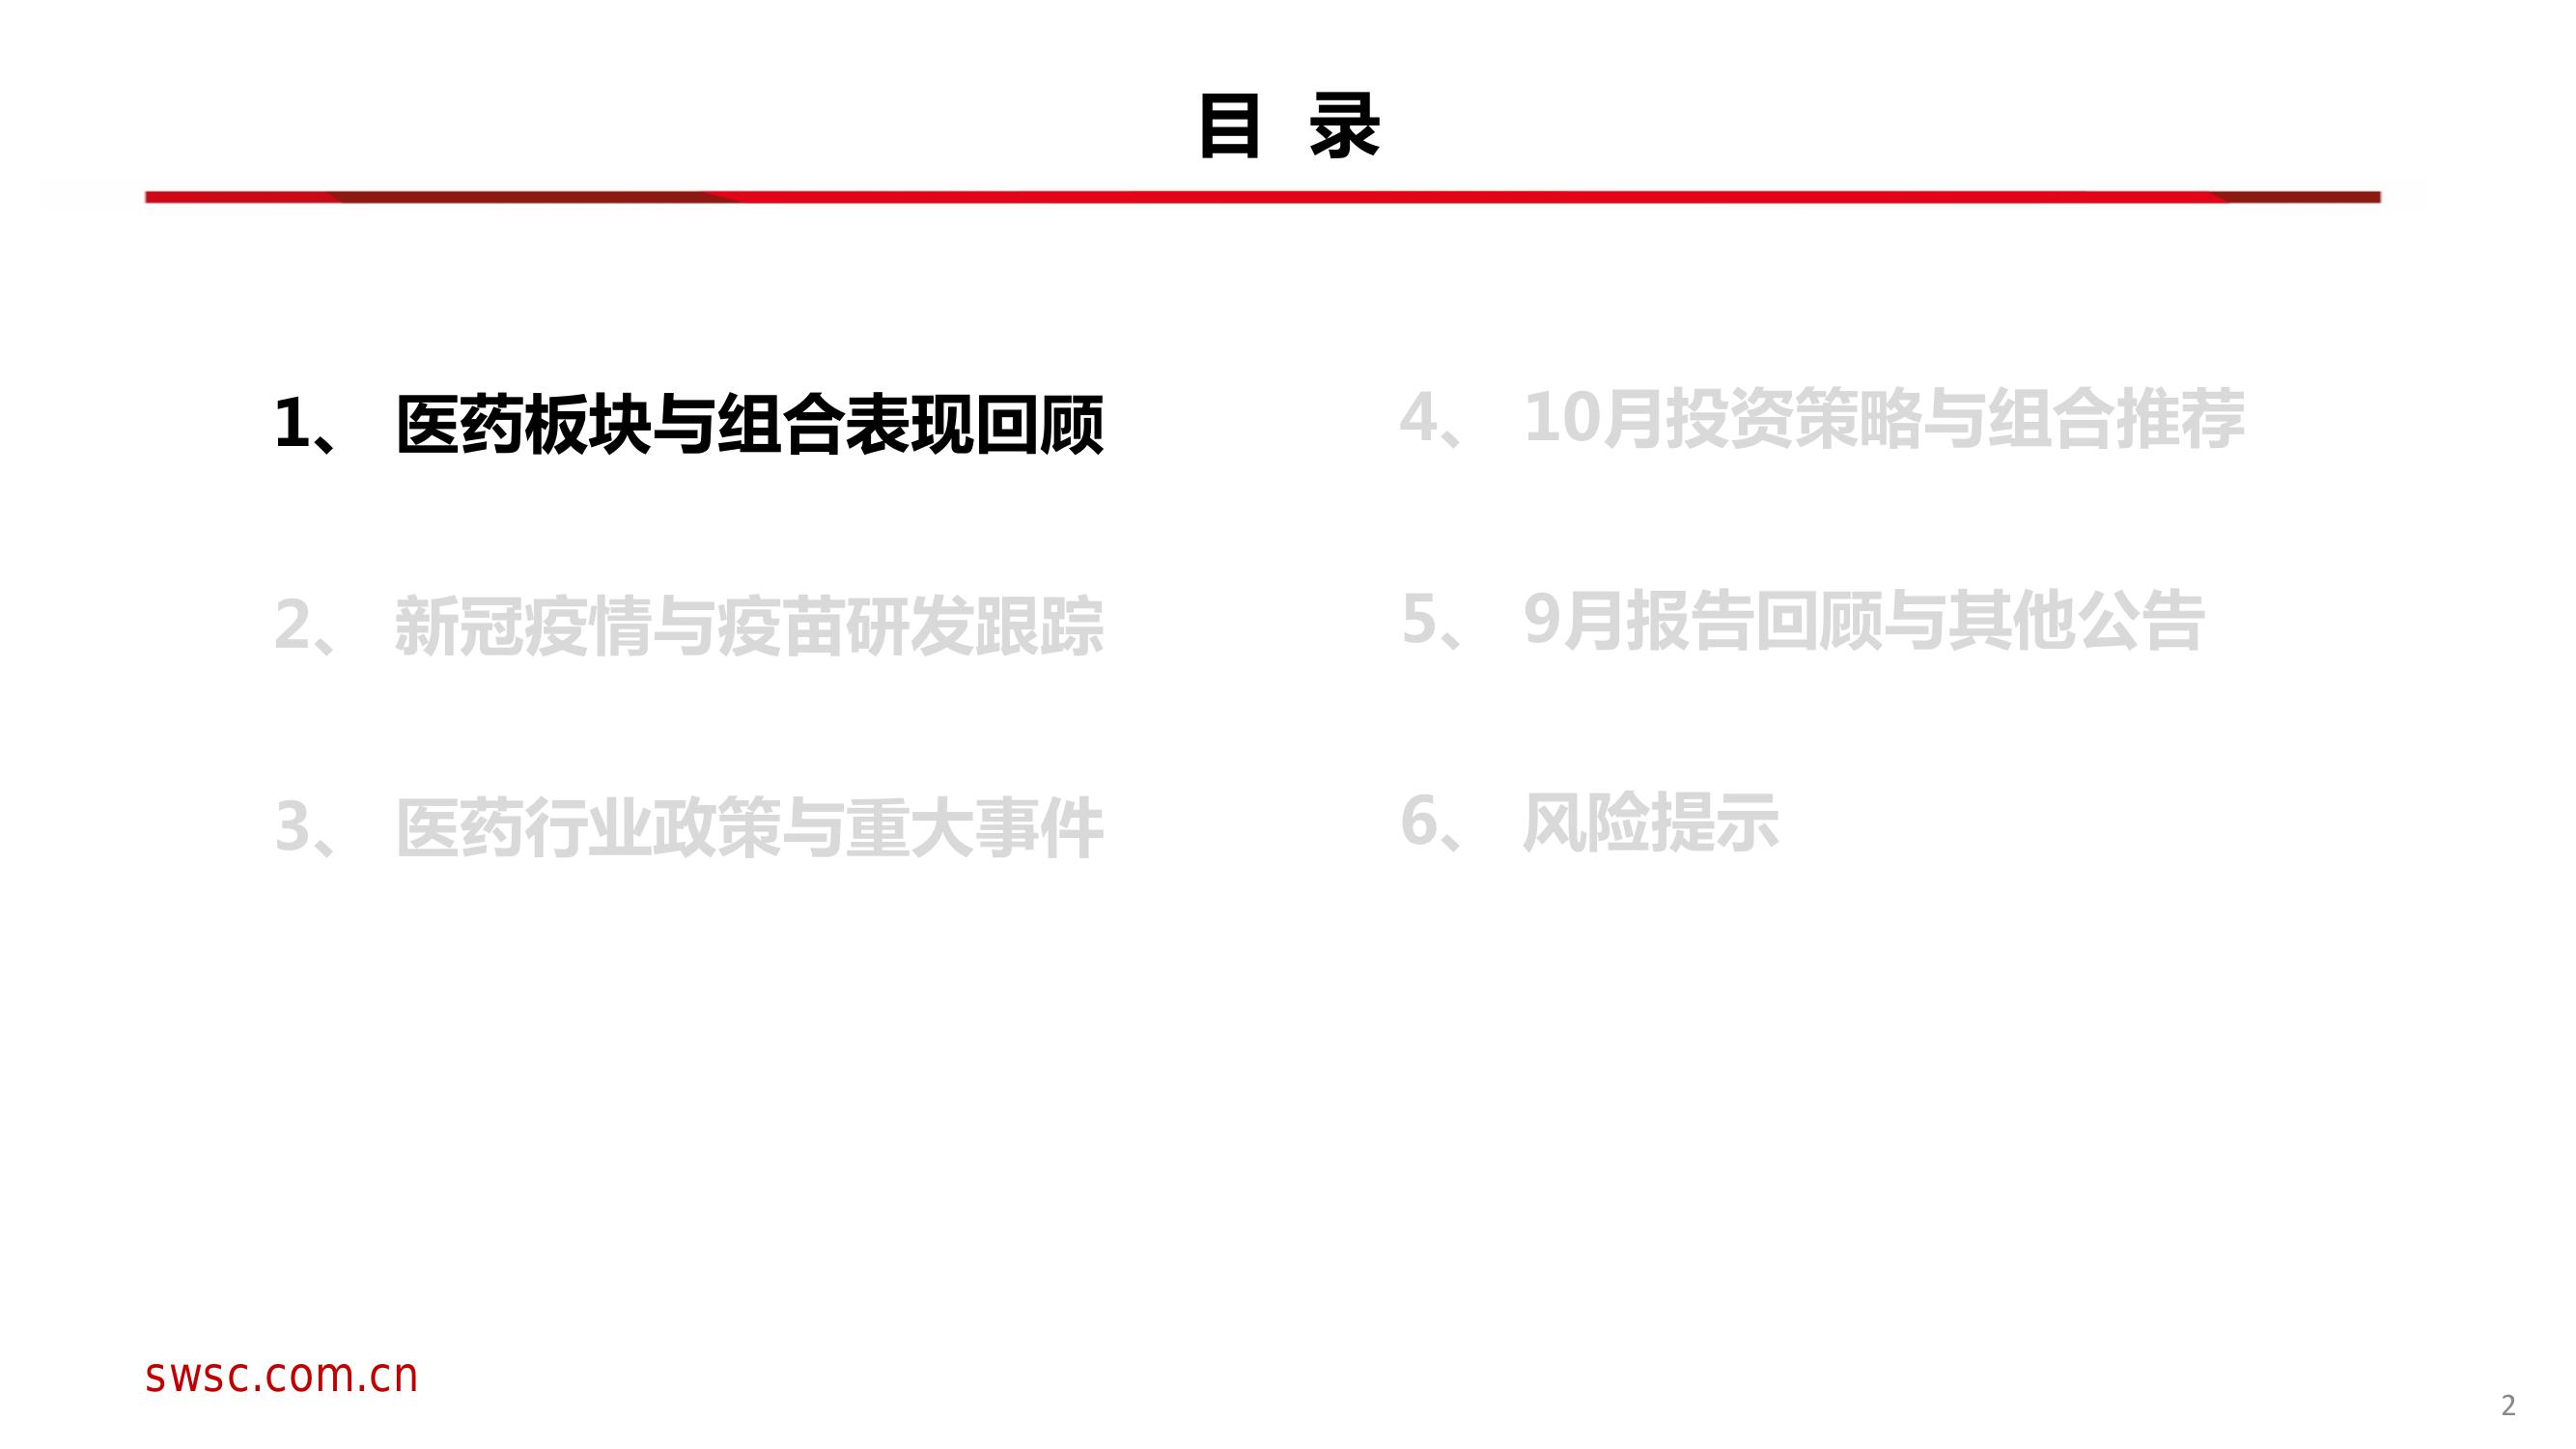 目 录
1、 医药板块与组合表现回顾
2、 新冠疫情与疫苗研发跟踪
3、 医药行业政策与重大事件
4、 10月投资策略与组合推荐
5、 9月报告回顾与其他公告
6、 风险提示
swsc.com.cn
2